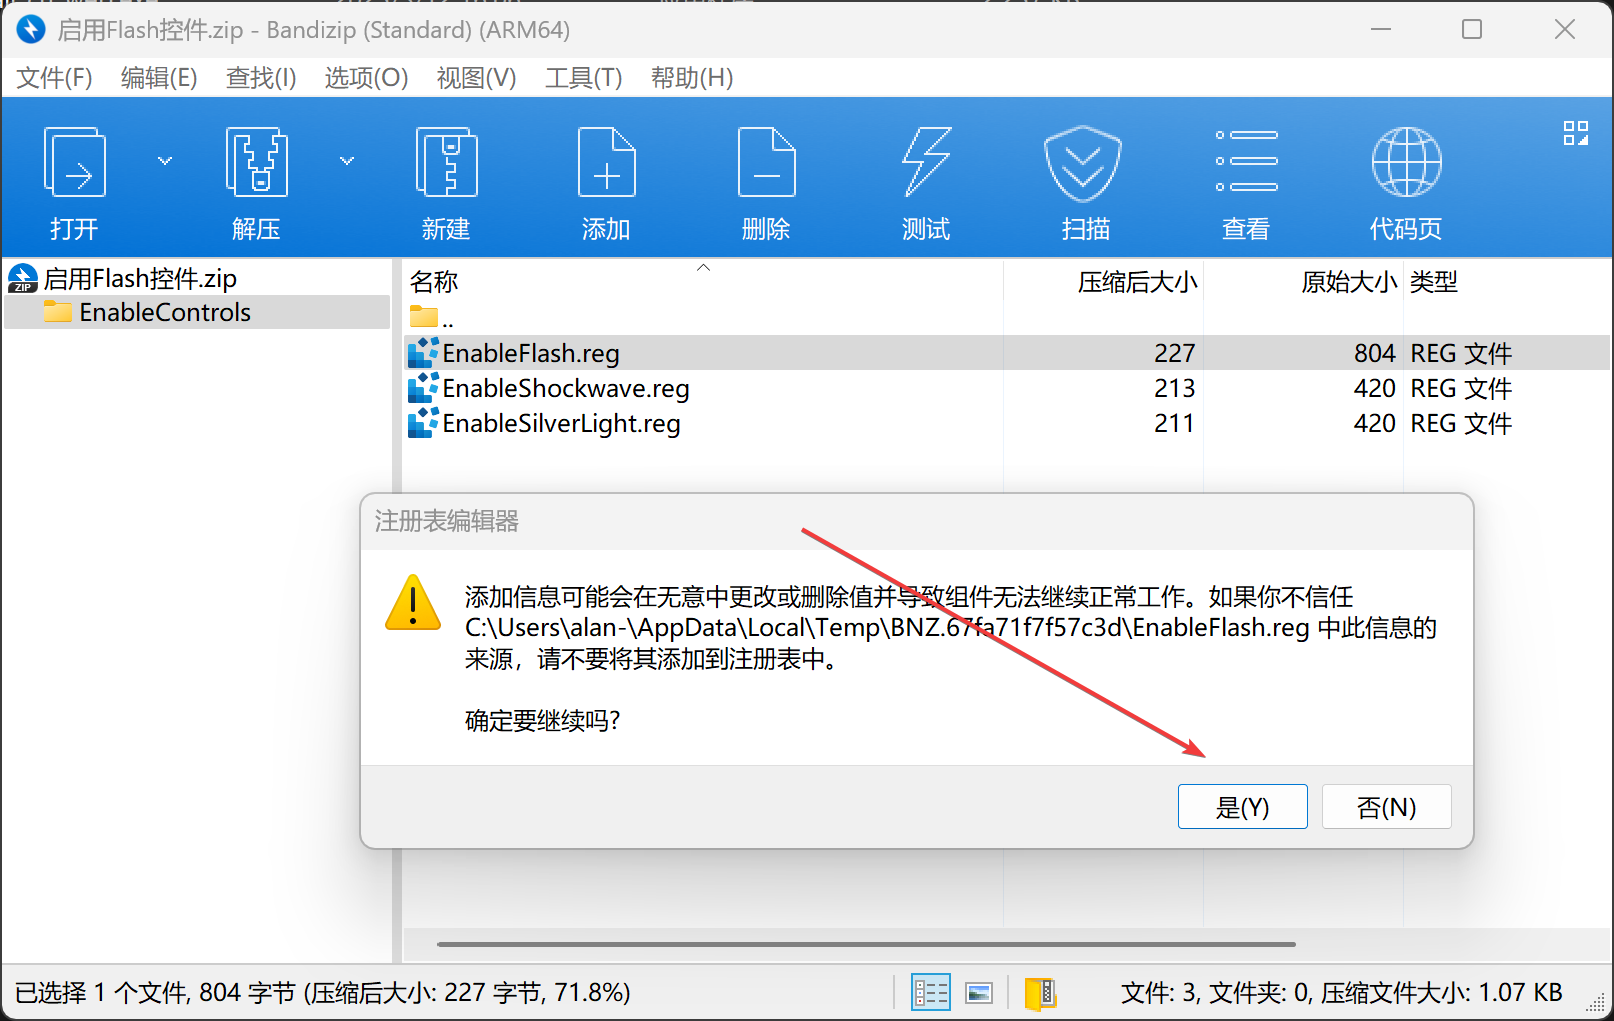 启用Flash控件.zip - Bandizip (Standard) (ARM64)
文件(F) 编辑(E) 查找(I) 选项(O) 视图(V) 工具(T) 帮助(H)
打开 解压 新建 添加 删除 测试 扫描 查看 代码页
ZIP 启用Flash控件.zip
EnableControls
名称 压缩后大小 原始大小 类型
..
EnableFlash.reg 227 804 REG 文件
EnableShockwave.reg 213 420 REG 文件
EnableSilverLight.reg 211 420 REG 文件
注册表编辑器
添加信息可能会在无意中更改或删除值并导致组件无法继续正常工作。如果你不信任
C:\Users\alan-\AppData\Local\Temp\BNZ.67fa71f7f57c3d\EnableFlash.reg 中此信息的
来源，请不要将其添加到注册表中。
确定要继续吗?
是(Y) 否(N)
已选择 1 个文件, 804 字节 (压缩后大小: 227 字节, 71.8%)
文件: 3, 文件夹: 0, 压缩文件大小: 1.07 KB